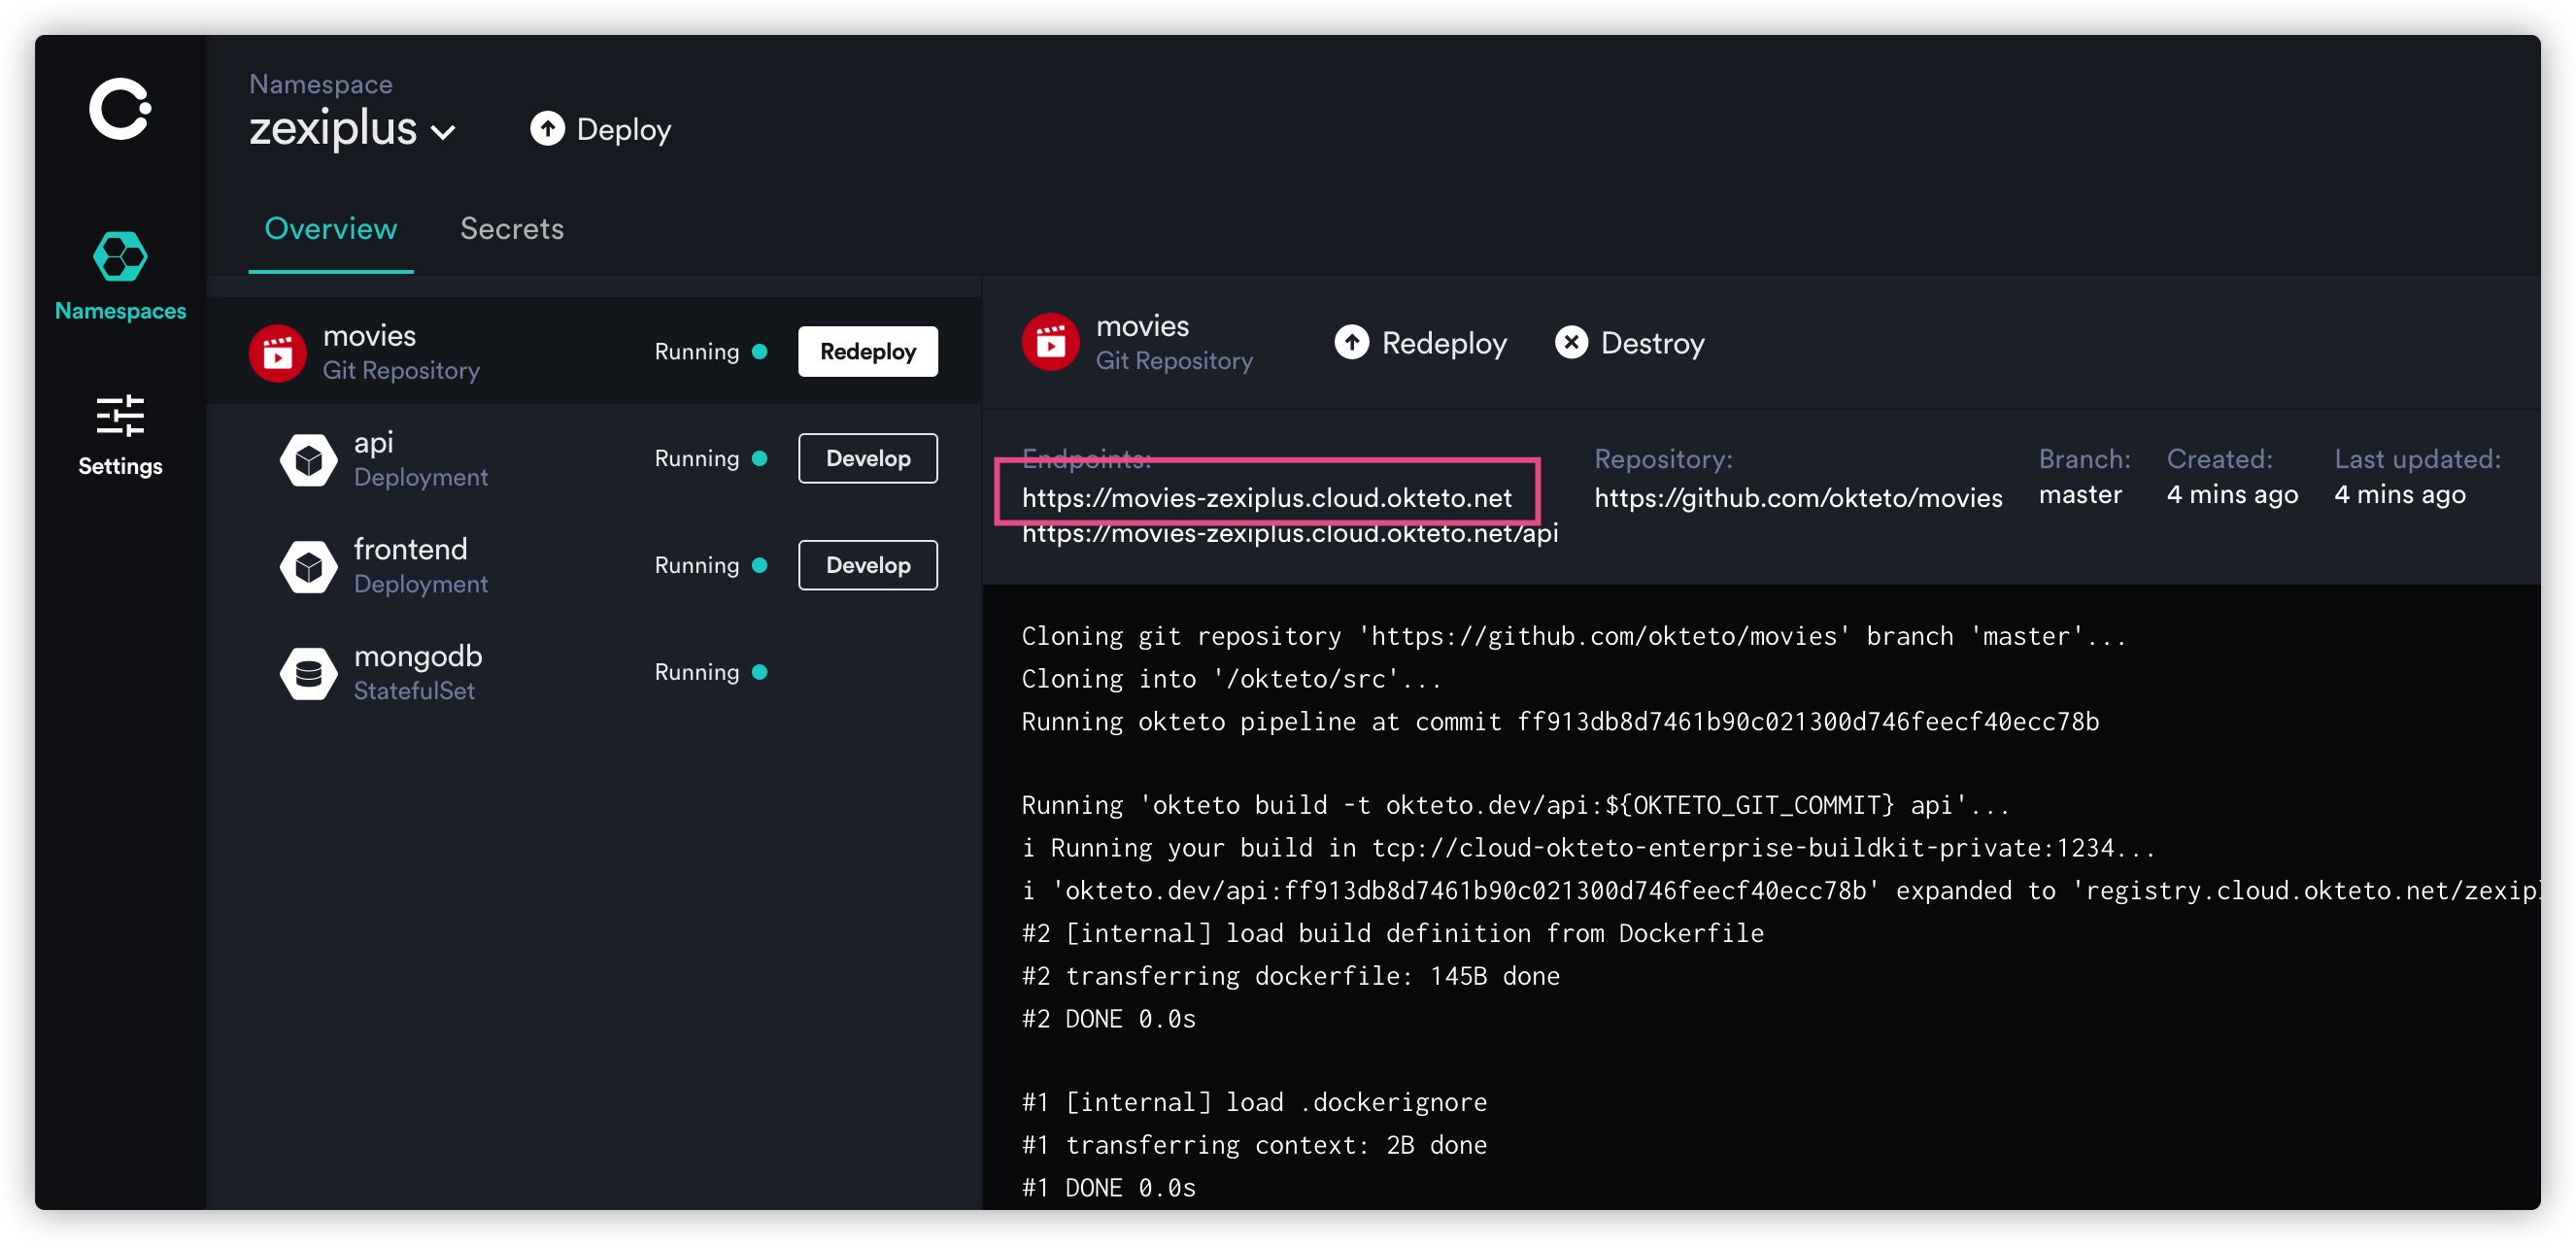 Namespace
zexiplus
Deploy
Overview
Secrets
Namespaces
Settings
movies
Git Repository
Running
Redeploy
api
Deployment
Running
Develop
frontend
Deployment
Running
Develop
mongodb
StatefulSet
Running
movies
Git Repository
Redeploy
Destroy
Endpoints:
https://movies-zexiplus.cloud.okteto.net
https://movies-zexiplus.cloud.okteto.net/api
Repository:
https://github.com/okteto/movies
Branch:
master
Created:
4 mins ago
Last updated:
4 mins ago
Cloning git repository 'https://github.com/okteto/movies' branch 'master'...
Cloning into '/okteto/src'...
Running okteto pipeline at commit ff913db8d7461b90c021300d746feecf40ecc78b
Running 'okteto build -t okteto.dev/api:${OKTETO_GIT_COMMIT} api'...
i Running your build in tcp://cloud-okteto-enterprise-buildkit-private:1234...
i 'okteto.dev/api:ff913db8d7461b90c021300d746feecf40ecc78b' expanded to 'registry.cloud.okteto.net/zexipl
#2 [internal] load build definition from Dockerfile
#2 transferring dockerfile: 145B done
#2 DONE 0.0s
#1 [internal] load .dockerignore
#1 transferring context: 2B done
#1 DONE 0.0s